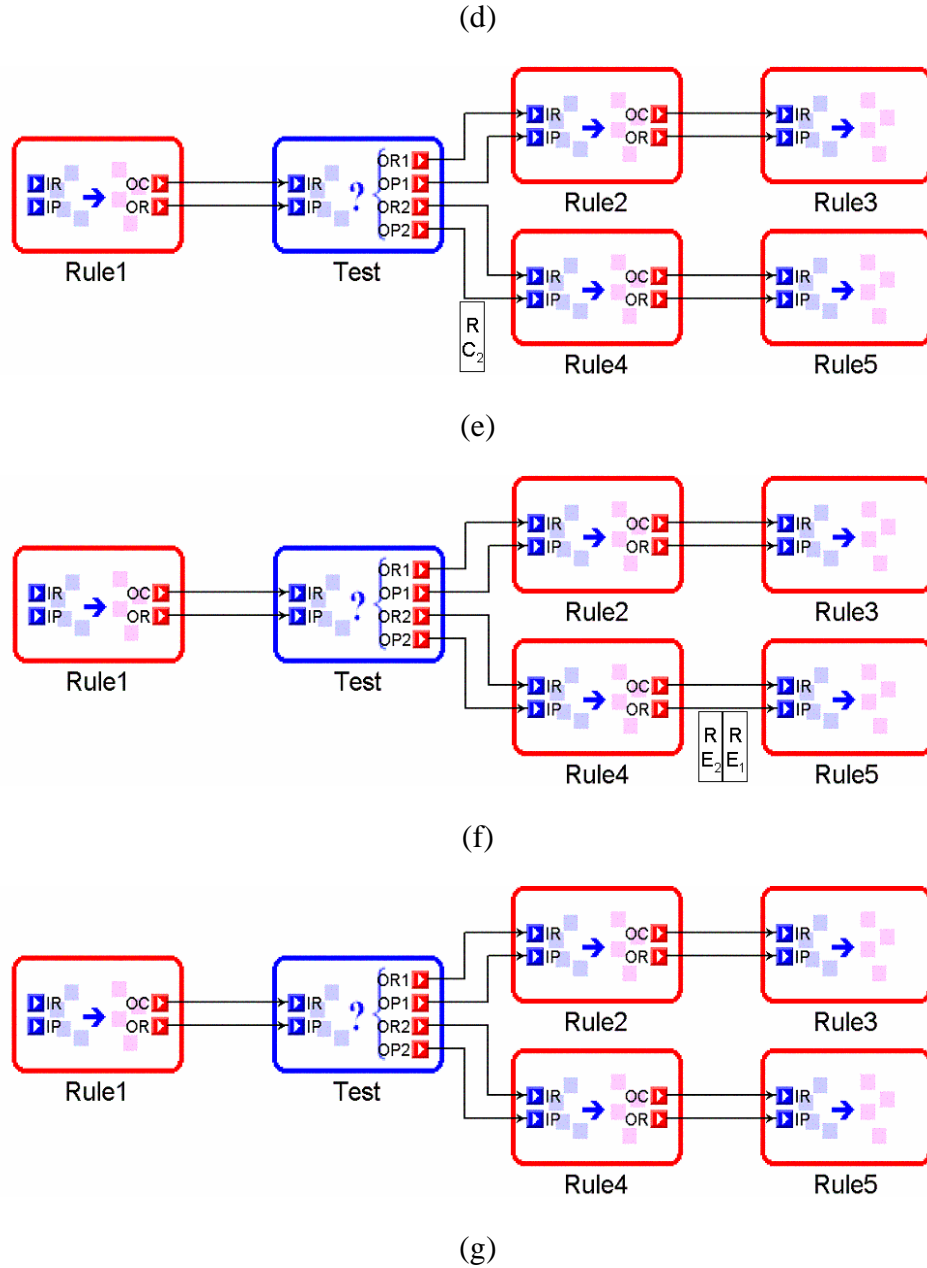 (d)
IR OC IR
IP OR IP
Rule2 Rule3
IR OC IR OR1
IP OR IP OP1
? OR2
OP2
Rule1 Test
IR OC IR
IP OR IP
Rule4 Rule5
R
C2
(e)
IR OC IR
IP OR IP
Rule2 Rule3
IR OC IR OR1
IP OR IP OP1
? OR2
OP2
Rule1 Test
IR OC IR
IP OR IP
Rule4 Rule5
R R
E2 E1
(f)
IR OC IR
IP OR IP
Rule2 Rule3
IR OC IR OR1
IP OR IP OP1
? OR2
OP2
Rule1 Test
IR OC IR
IP OR IP
Rule4 Rule5
(g)